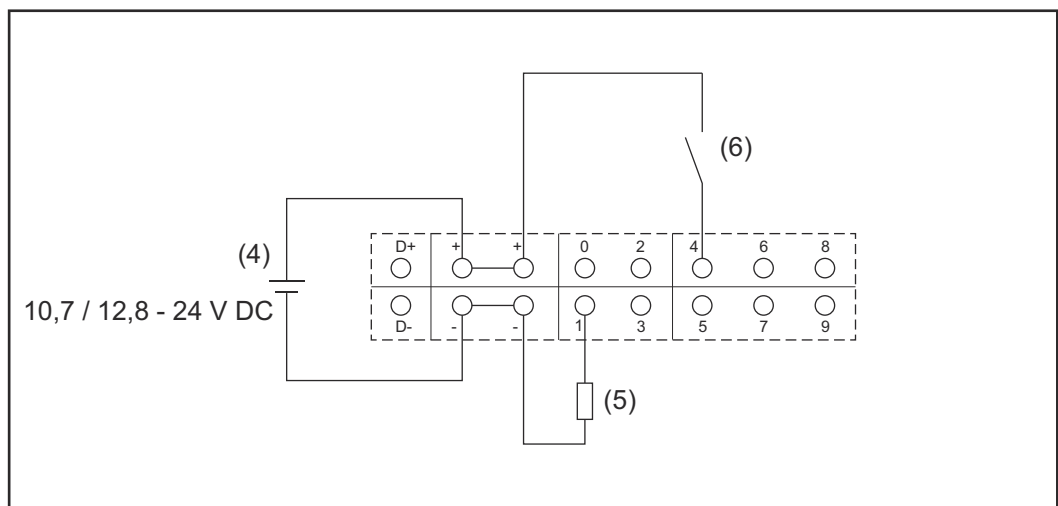 (6)
(4)
10,7 / 12,8 - 24 V DC
D+ + + 0 2 4 6 8
D- - - 1 3 5 7 9
(5)